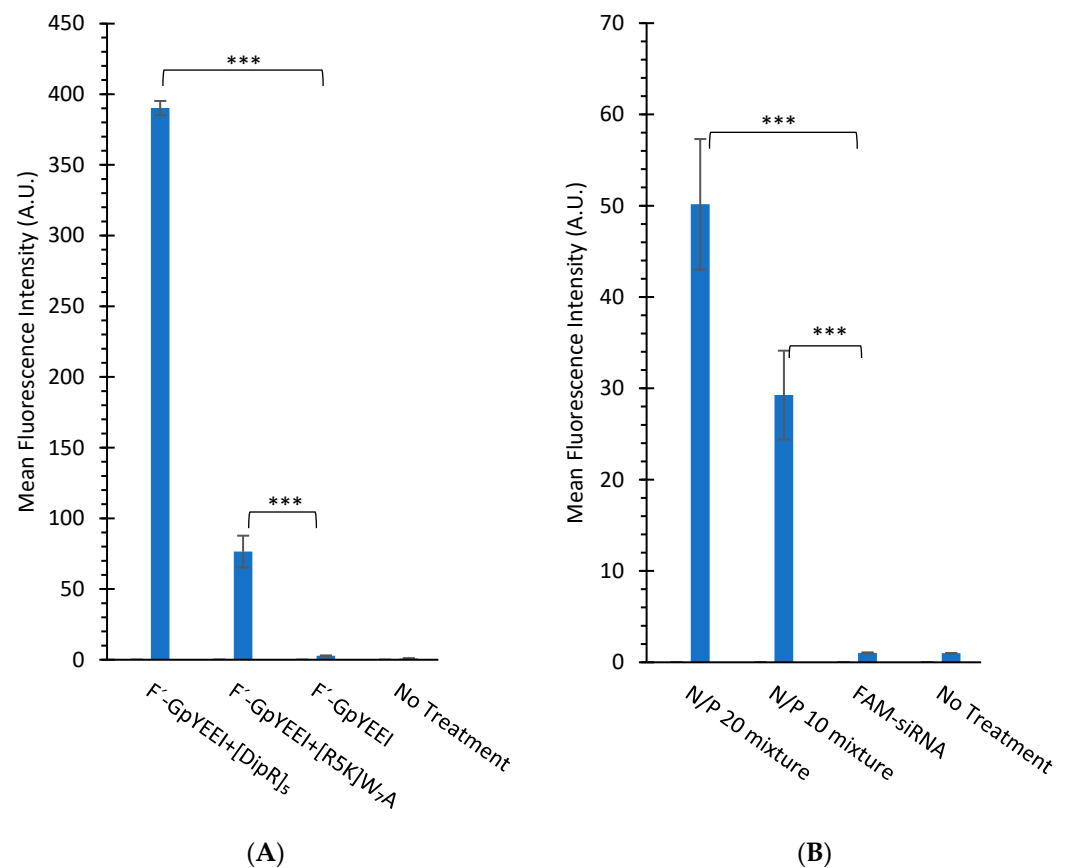 Mean Fluorescence Intensity (A.U.)
450
400
350
300
250
200
150
100
50
0
***
***
F´-GpYEEI+[DipR]₅
F´-GpYEEI+[R5K]W₇A
F´-GpYEEI
No Treatment
(A)
Mean Fluorescence Intensity (A.U.)
70
60
50
40
30
20
10
0
***
***
N/P 20 mixture
N/P 10 mixture
FAM-siRNA
No Treatment
(B)